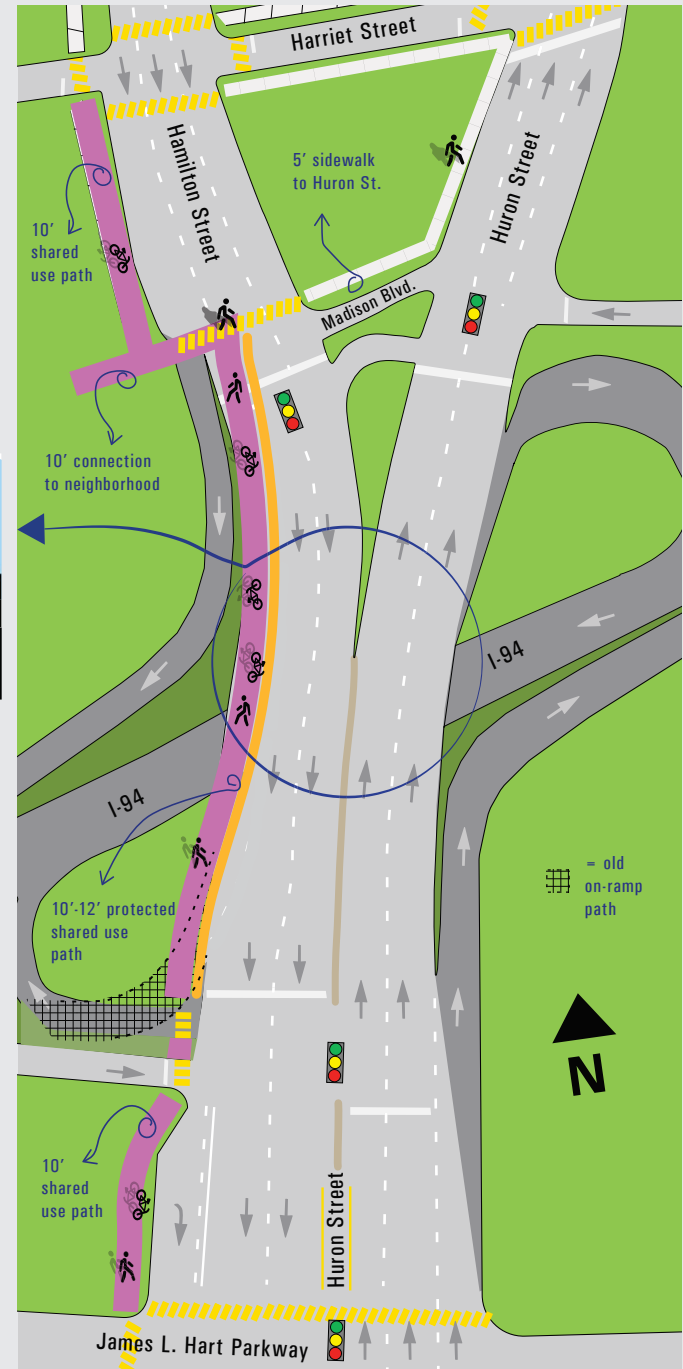 Harriet Street
Hamilton Street
5’ sidewalk
to Huron St.
Huron Street
10’
shared
use path
Madison Blvd.
10’ connection
to neighborhood
I-94
I-94
10’-12’ protected
shared use
path
= old
on-ramp
path
N
10’
shared
use path
Huron Street
James L. Hart Parkway